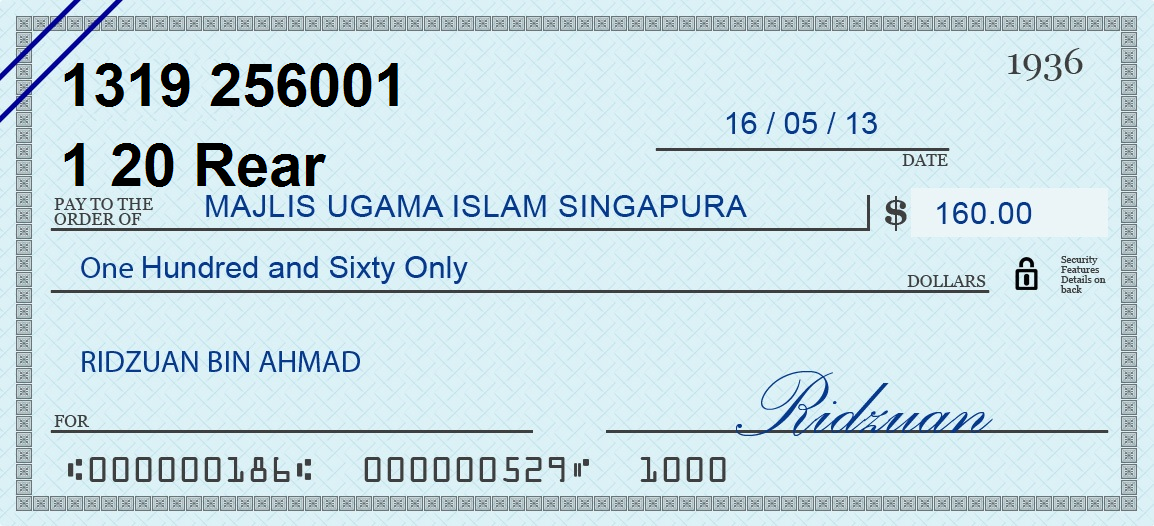 1936
1319 256001
16 / 05 / 13
DATE
1 20 Rear
PAY TO THE
ORDER OF
MAJLIS UGAMA ISLAM SINGAPURA
$ 160.00
One Hundred and Sixty Only
DOLLARS
Security
Features
Details on
back
RIDZUAN BIN AHMAD
FOR
Ridzuan
⑆000000186⑆ 000000529⑈ 1000